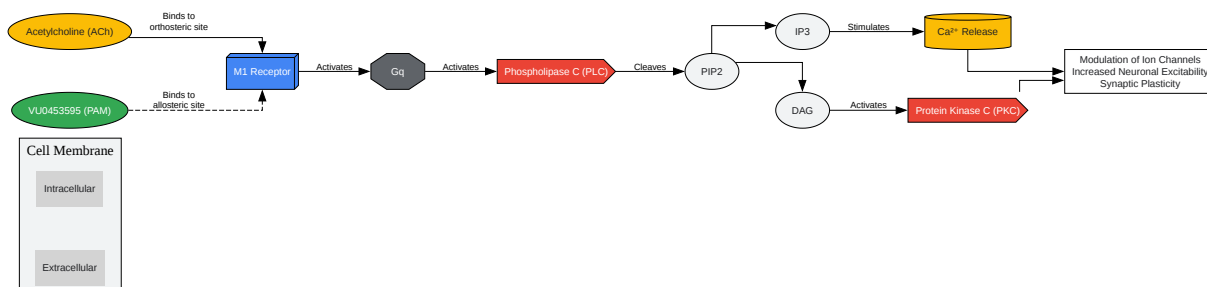 Acetylcholine (ACh)
Binds to
orthosteric site
M1 Receptor
VU0453595 (PAM)
Binds to
allosteric site
Activates
Gq
Activates
Phospholipase C (PLC)
Cleaves
PIP2
IP3
Stimulates
Ca²⁺ Release
DAG
Activates
Protein Kinase C (PKC)
Modulation of Ion Channels
Increased Neuronal Excitability
Synaptic Plasticity
Cell Membrane
Intracellular
Extracellular